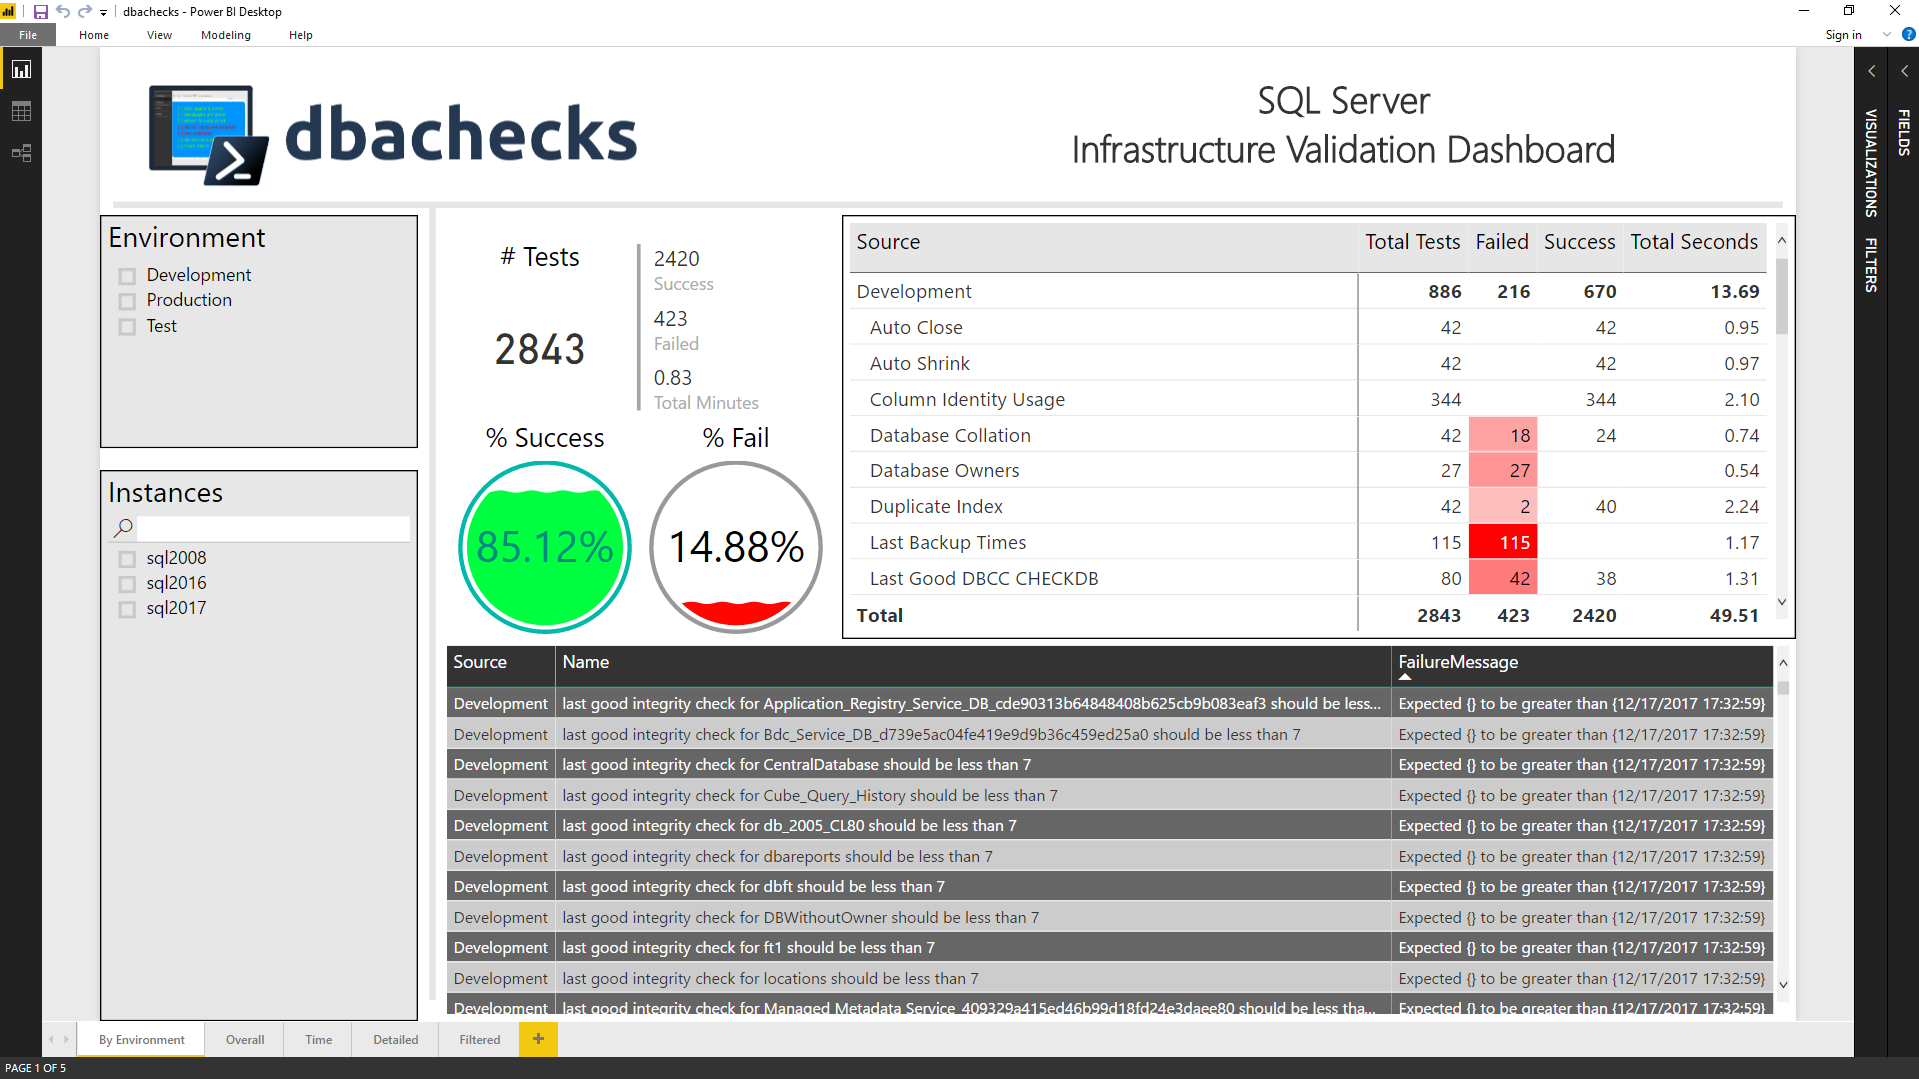 dbachecks - Power BI Desktop
File Home View Modeling Help
Sign in
dbachecks
SQL Server
Infrastructure Validation Dashboard
VISUALIZATIONS
FILTERS
FIELDS
Environment
Development
Production
Test
Instances
sql2008
sql2016
sql2017
# Tests
2843
2420
Success
423
Failed
0.83
Total Minutes
% Success
% Fail
85.12%
14.88%
Source Total Tests Failed Success Total Seconds
Development 886 216 670 13.69
Auto Close 42 42 0.95
Auto Shrink 42 42 0.97
Column Identity Usage 344 344 2.10
Database Collation 42 18 24 0.74
Database Owners 27 27 0.54
Duplicate Index 42 2 40 2.24
Last Backup Times 115 115 1.17
Last Good DBCC CHECKDB 80 42 38 1.31
Total 2843 423 2420 49.51
Source Name FailureMessage
Development last good integrity check for Application_Registry_Service_DB_cde90313b64848408b625cb9b083eaf3 should be less... Expected {} to be greater than {12/17/2017 17:32:59}
Development last good integrity check for Bdc_Service_DB_d739e5ac04fe419e9d9b36c459ed25a0 should be less than 7 Expected {} to be greater than {12/17/2017 17:32:59}
Development last good integrity check for CentralDatabase should be less than 7 Expected {} to be greater than {12/17/2017 17:32:59}
Development last good integrity check for Cube_Query_History should be less than 7 Expected {} to be greater than {12/17/2017 17:32:59}
Development last good integrity check for db_2005_CL80 should be less than 7 Expected {} to be greater than {12/17/2017 17:32:59}
Development last good integrity check for dbareports should be less than 7 Expected {} to be greater than {12/17/2017 17:32:59}
Development last good integrity check for dbft should be less than 7 Expected {} to be greater than {12/17/2017 17:32:59}
Development last good integrity check for DBWithoutOwner should be less than 7 Expected {} to be greater than {12/17/2017 17:32:59}
Development last good integrity check for ft1 should be less than 7 Expected {} to be greater than {12/17/2017 17:32:59}
Development last good integrity check for locations should be less than 7 Expected {} to be greater than {12/17/2017 17:32:59}
Development last good integrity check for Managed Metadata Service_409329a415ed46b99d18fd24e3daee80 should be less tha... Expected {} to be greater than {12/17/2017 17:32:59}
By Environment Overall Time Detailed Filtered +
PAGE 1 OF 5